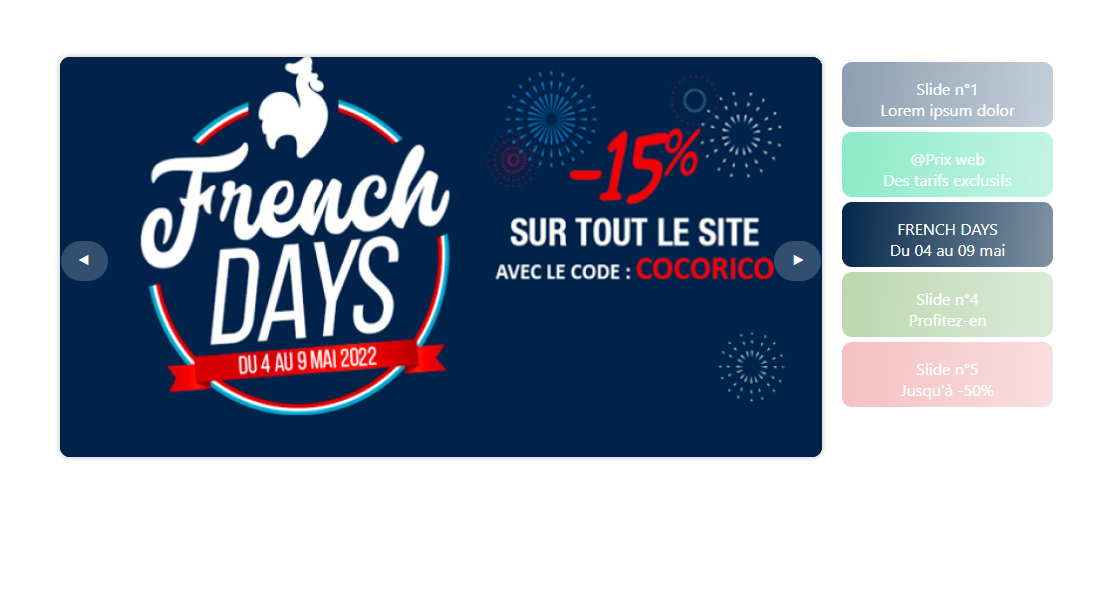 French
DAYS
DU 4 AU 9 MAI 2022
-15%
SUR TOUT LE SITE
AVEC LE CODE : COCORICO
Slide n°1
Lorem ipsum dolor
@Prix web
Des tarifs exclusifs
FRENCH DAYS
Du 04 au 09 mai
Slide n°4
Profitez-en
Slide n°5
Jusqu'à -50%